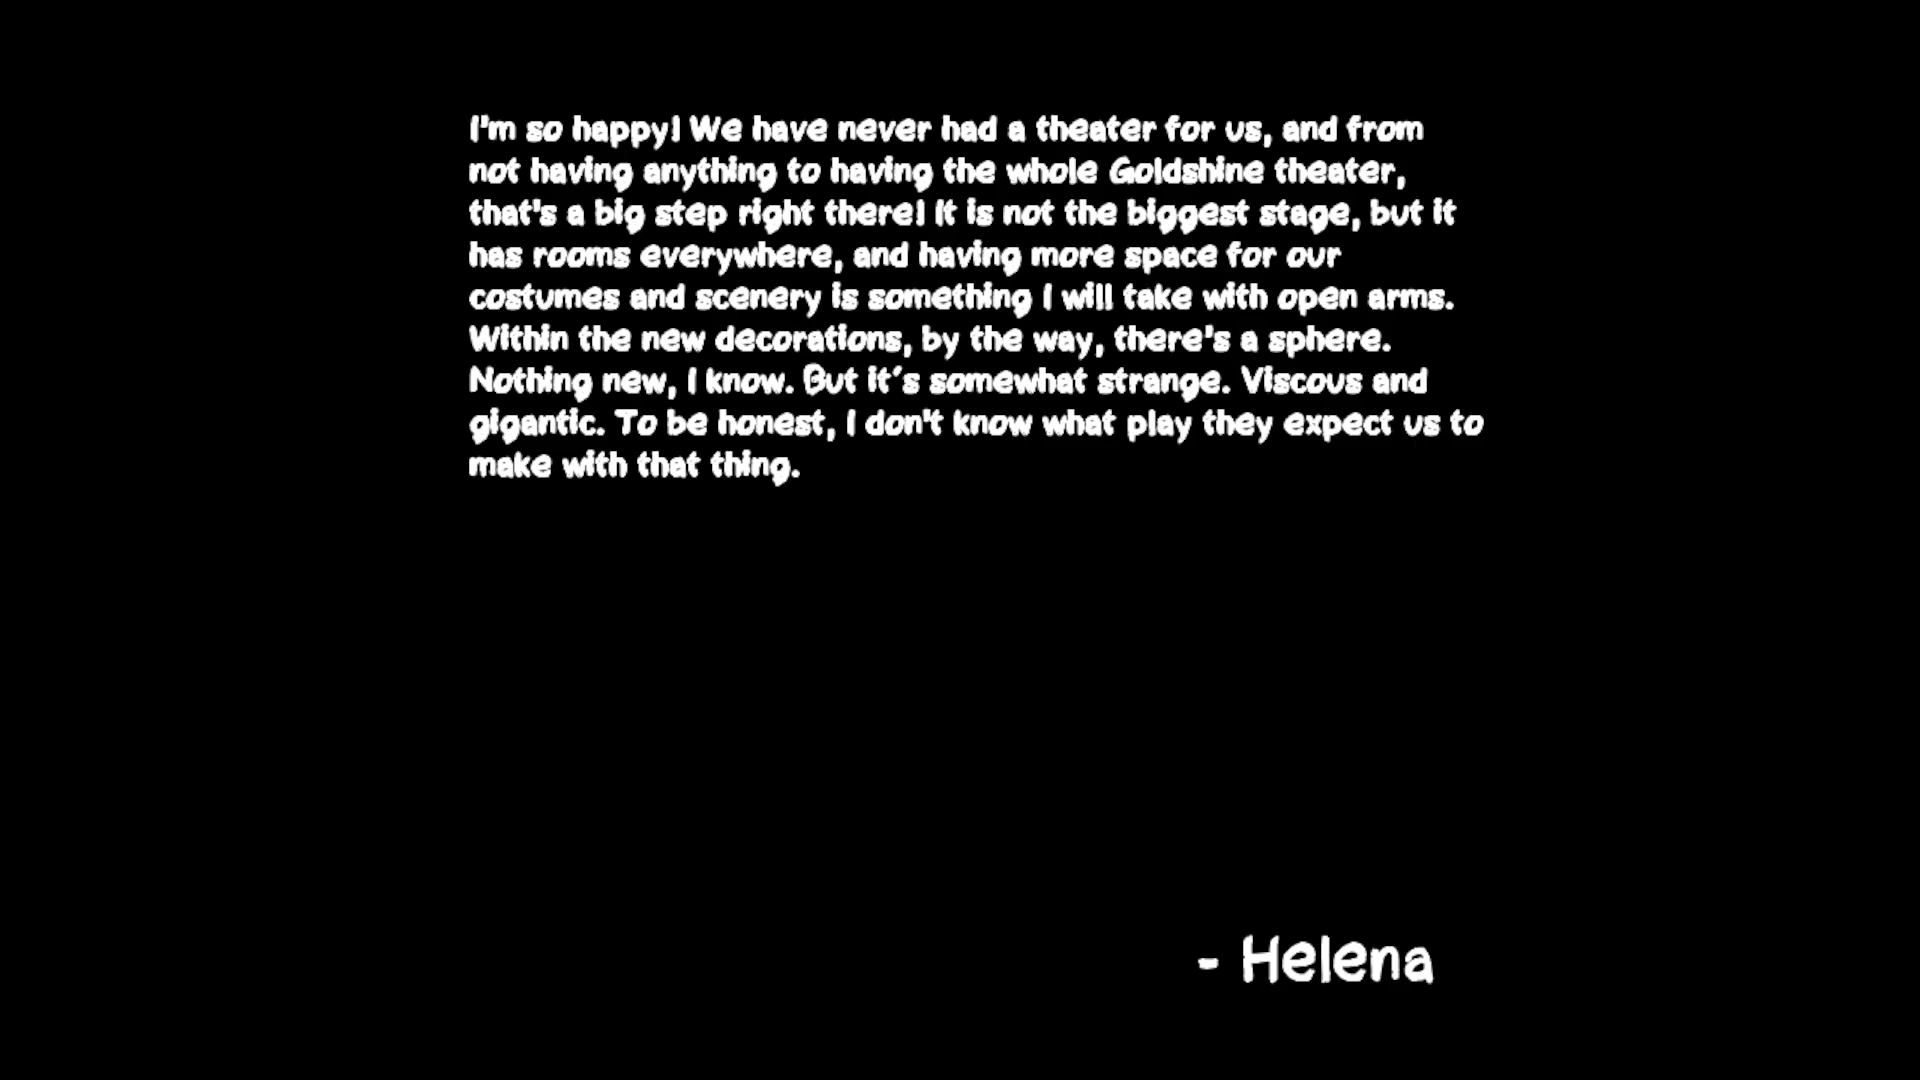 I'm so happy! We have never had a theater for us, and from
not having anything to having the whole Goldshine theater,
that's a big step right there! It is not the biggest stage, but it
has rooms everywhere, and having more space for our
costumes and scenery is something I will take with open arms.
Within the new decorations, by the way, there's a sphere.
Nothing new, I know. But it´s somewhat strange. Viscous and
gigantic. To be honest, I don't know what play they expect us to
make with that thing.
- Helena